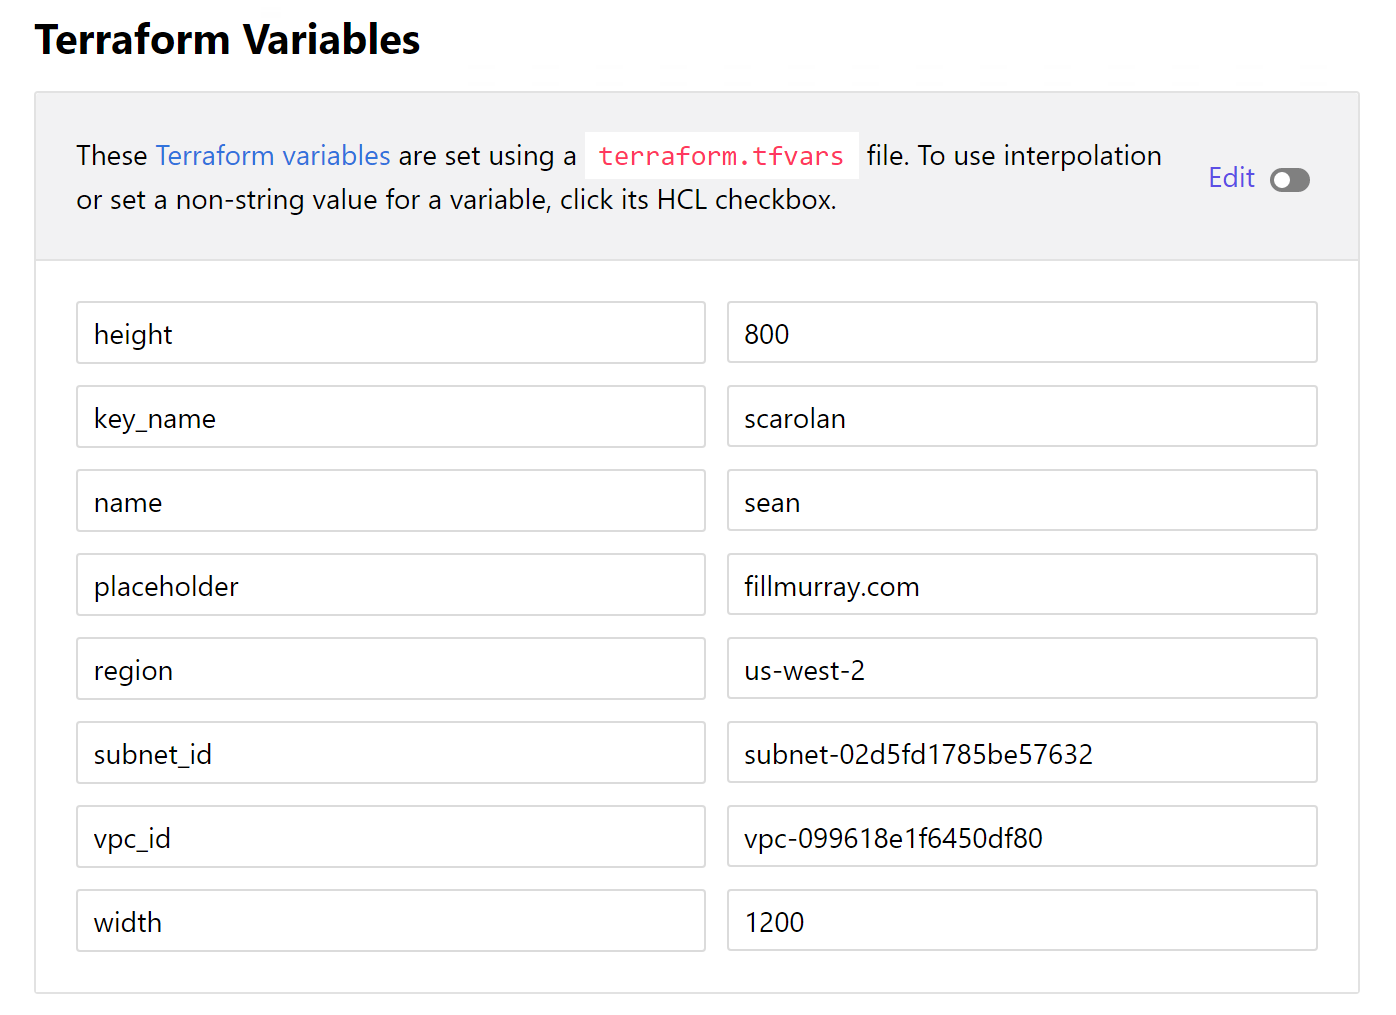 Terraform Variables
These Terraform variables are set using a terraform.tfvars file. To use interpolation
or set a non-string value for a variable, click its HCL checkbox.
Edit
height 800
key_name scarolan
name sean
placeholder fillmurray.com
region us-west-2
subnet_id subnet-02d5fd1785be57632
vpc_id vpc-099618e1f6450df80
width 1200